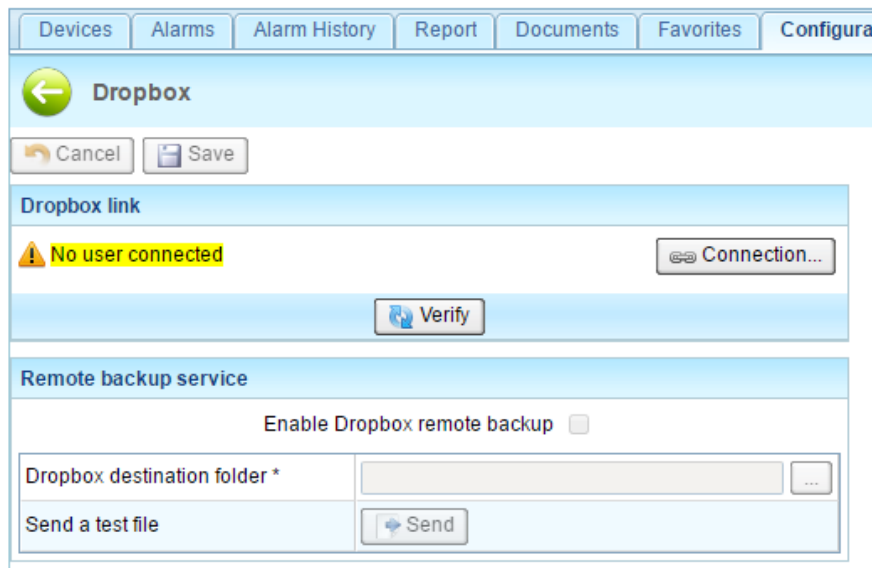 Devices Alarms Alarm History Report Documents Favorites Configura
Dropbox
Cancel Save
Dropbox link
No user connected Connection...
Verify
Remote backup service
Enable Dropbox remote backup
Dropbox destination folder * ...
Send a test file Send